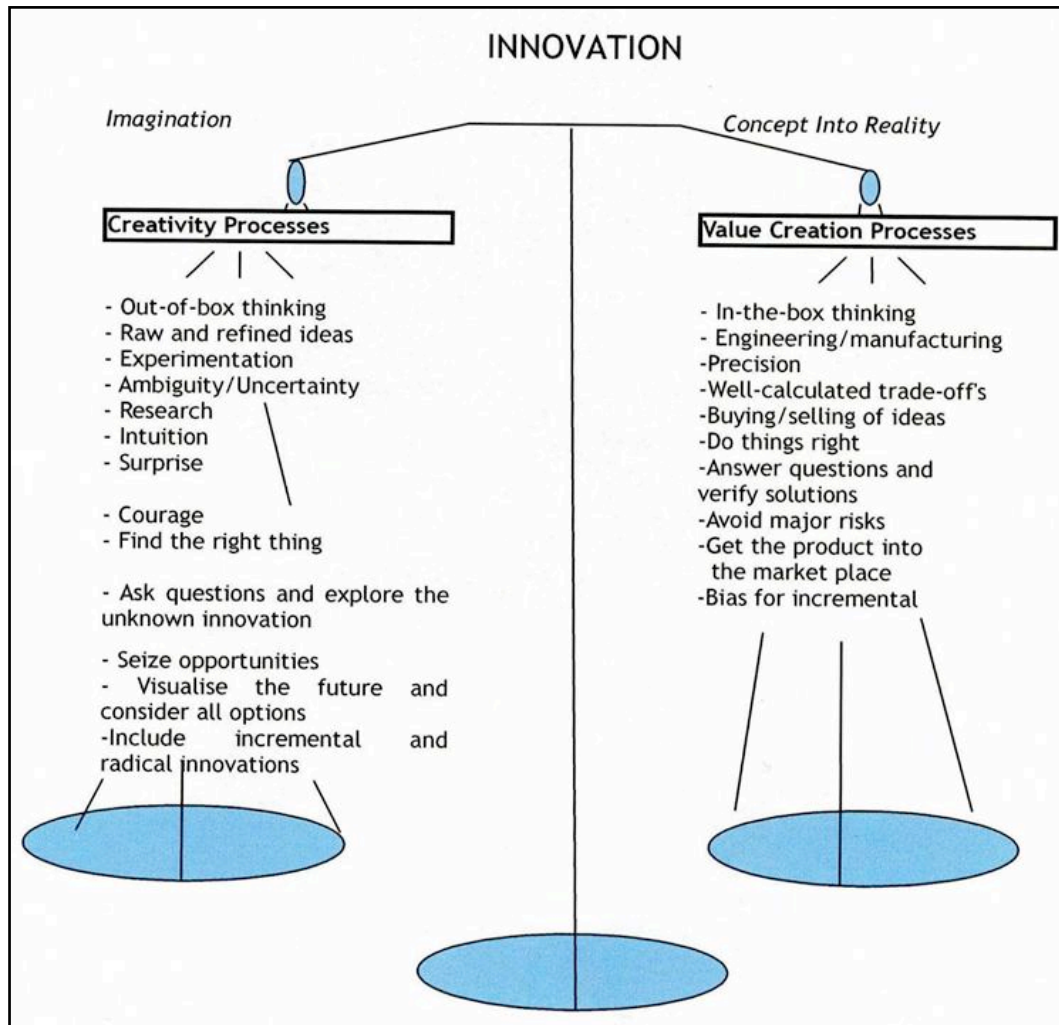 INNOVATION
Imagination
Concept Into Reality
Creativity Processes
- Out-of-box thinking
- Raw and refined ideas
- Experimentation
- Ambiguity/Uncertainty
- Research
- Intuition
- Surprise
- Courage
- Find the right thing
- Ask questions and explore the
unknown innovation
- Seize opportunities
- Visualise the future and
consider all options
-Include incremental and
radical innovations
Value Creation Processes
- In-the-box thinking
- Engineering/manufacturing
-Precision
-Well-calculated trade-off's
-Buying/selling of ideas
-Do things right
-Answer questions and
verify solutions
-Avoid major risks
-Get the product into
the market place
-Bias for incremental